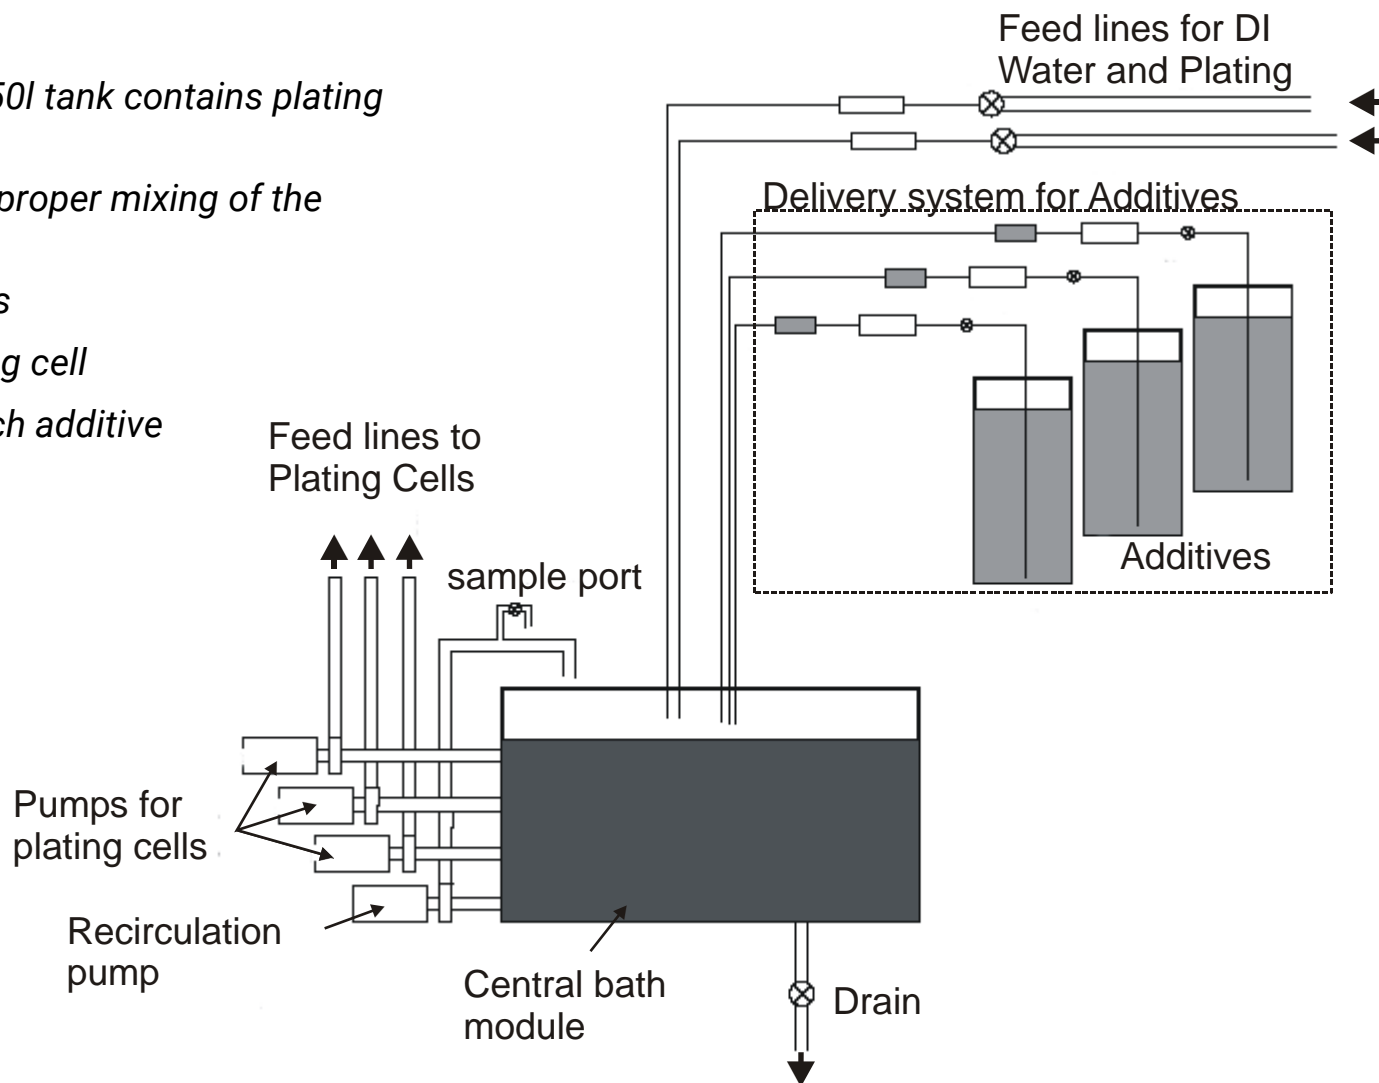 50l tank contains plating
proper mixing of the
s
g cell
ch additive
Feed lines for DI
Water and Plating
Delivery system for Additives
Additives
Feed lines to
Plating Cells
sample port
Pumps for
plating cells
Recirculation
pump
Central bath
module
Drain